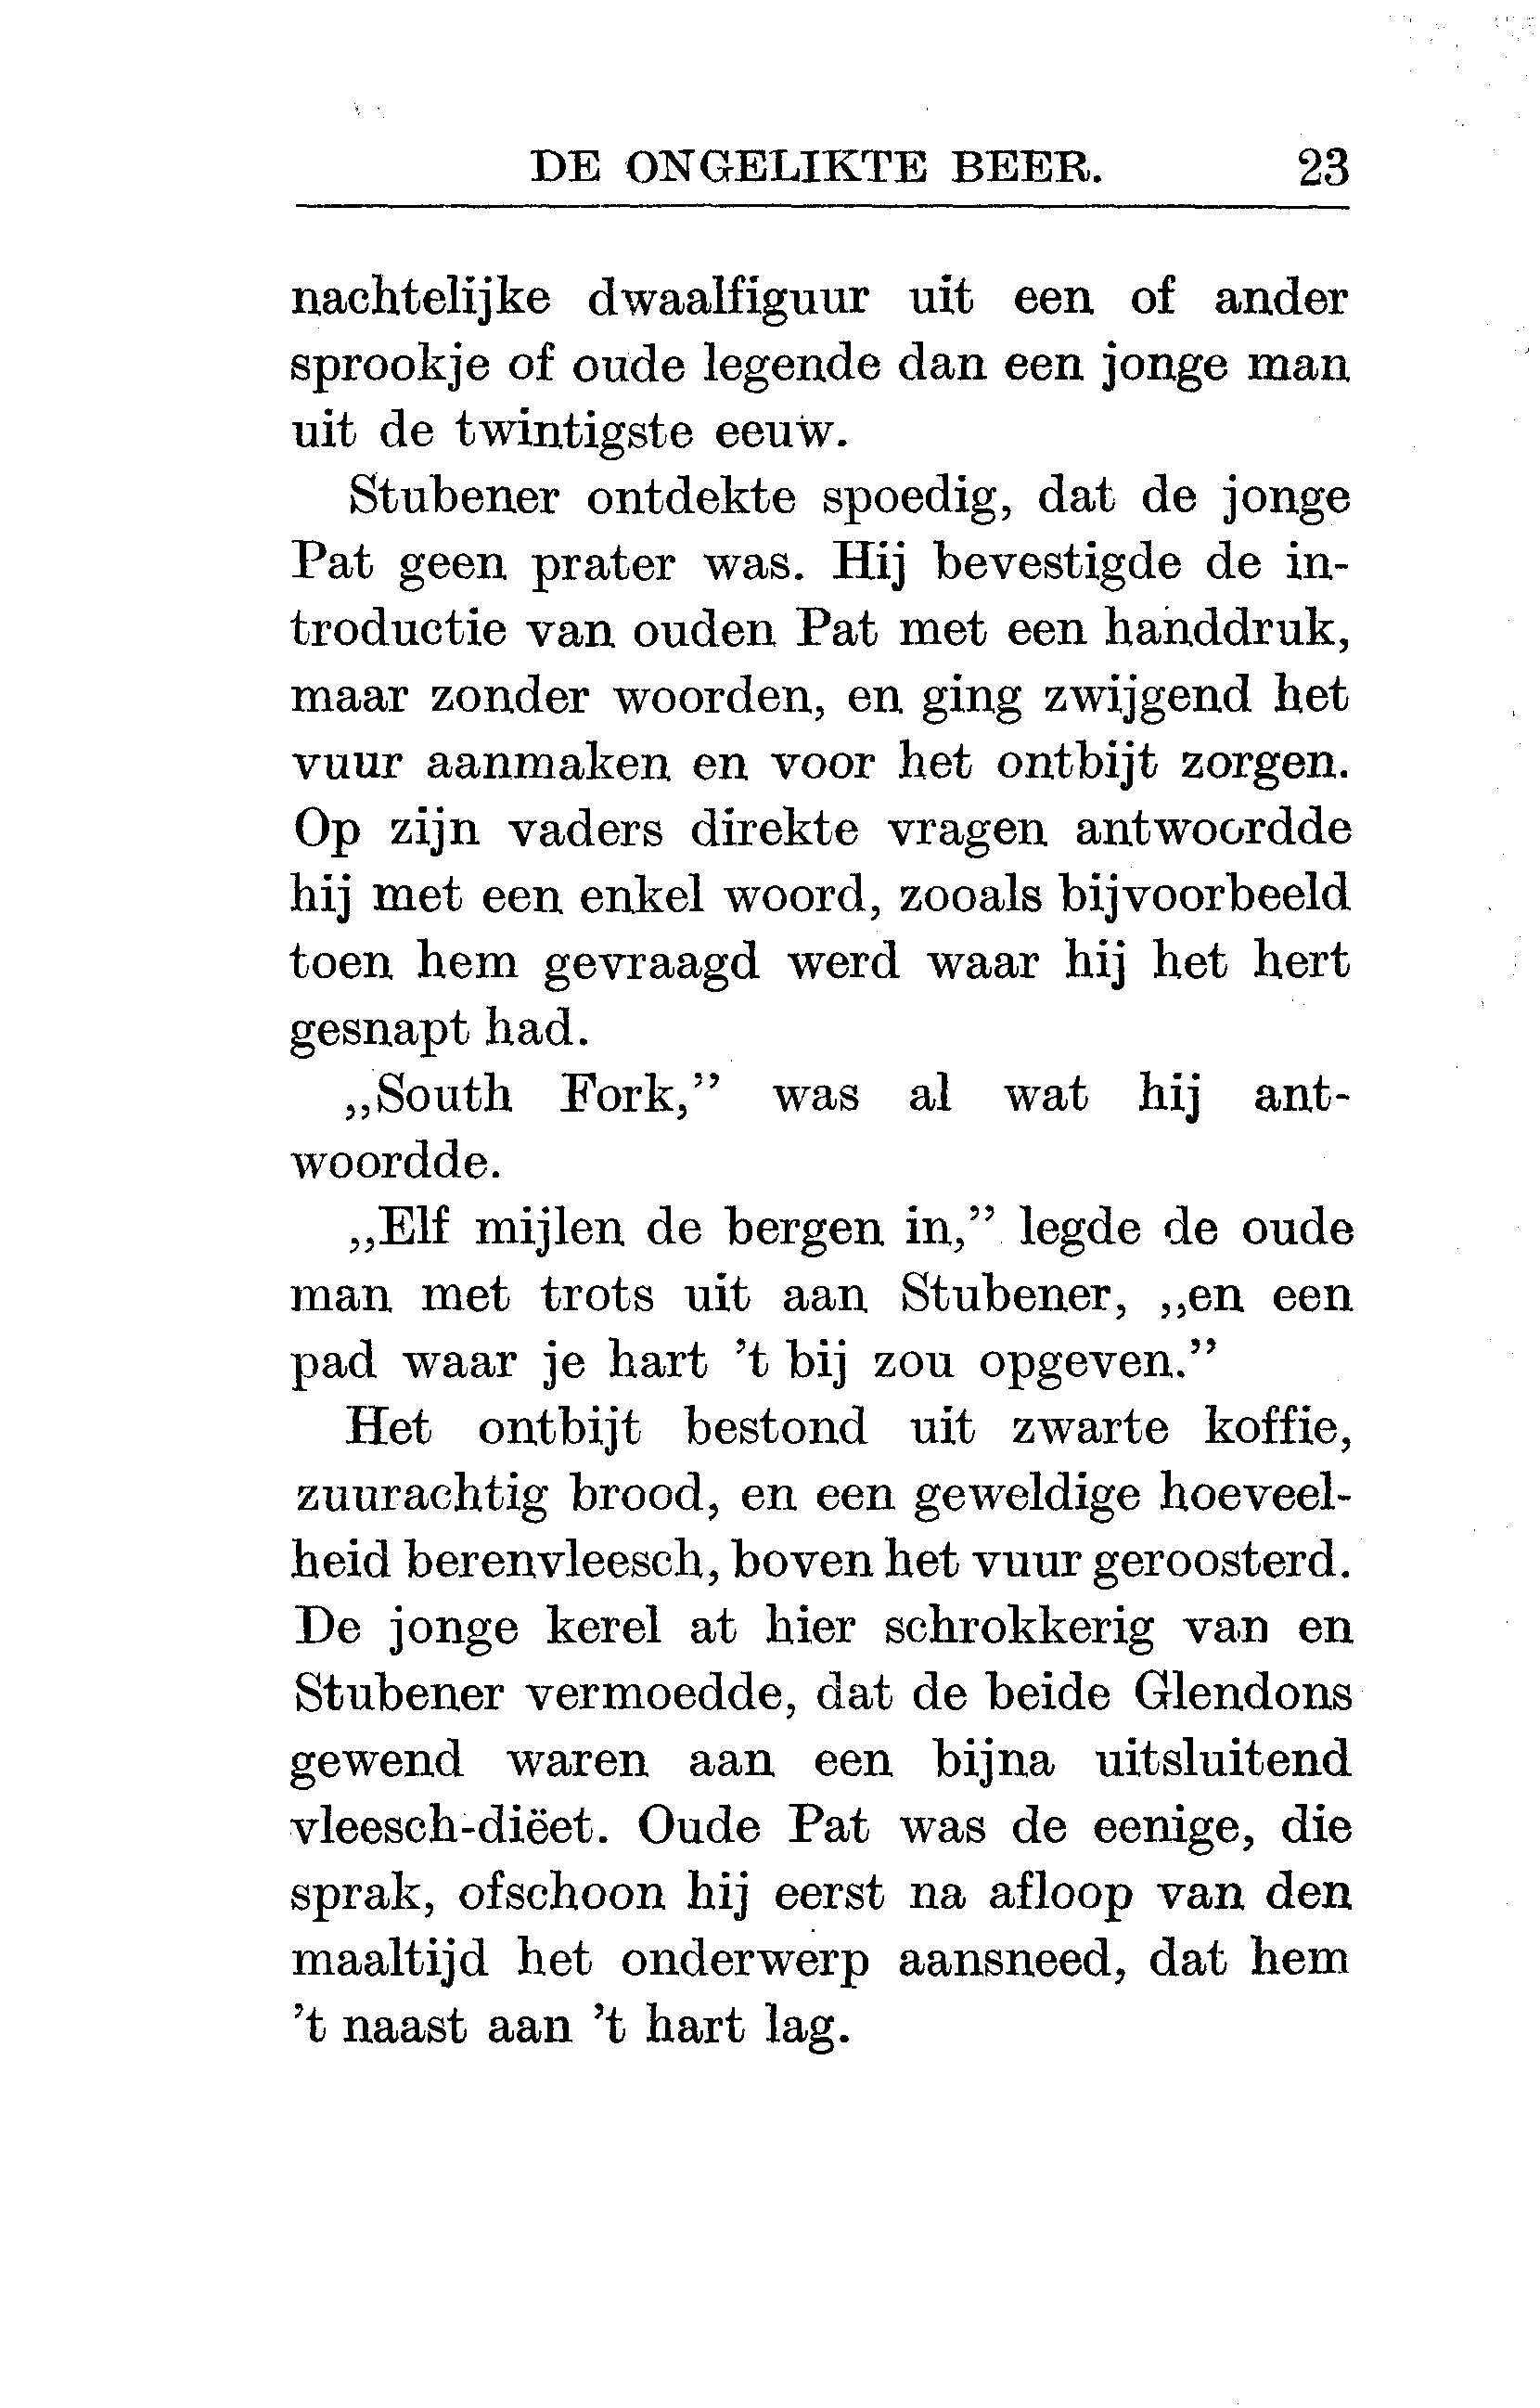 DE ONGELIKTE BEER. 23
nachtelijke dwaalfiguur uit een of ander
sprookje of oude legende dan een jonge man
uit de twintigste eeuw.
Stubener ontdekte spoedig, dat de jonge
Pat geen prater was. Hij bevestigde de in-
troductie van ouden Pat met een handdruk,
maar zonder woorden, en ging zwijgend het
vuur aanmaken en voor het ontbijt zorgen.
Op zijn vaders direkte vragen antwoordde
hij met een enkel woord, zooals bijvoorbeeld
toen hem gevraagd werd waar hij het hert
gesnapt had.
„South Fork,” was al wat hij ant-
woordde.
„Elf mijlen de bergen in,” legde de oude
man met trots uit aan Stubener, „en een
pad waar je hart ’t bij zou opgeven.”
Het ontbijt bestond uit zwarte koffie,
zuurachtig brood, en een geweldige hoeveel-
heid berenvleesch, boven het vuur geroosterd.
De jonge kerel at hier schrokkerig van en
Stubener vermoedde, dat de beide Glendons
gewend waren aan een bijna uitsluitend
vleesch-diëet. Oude Pat was de eenige, die
sprak, ofschoon hij eerst na afloop van den
maaltijd het onderwerp aansneed, dat hem
’t naast aan ’t hart lag.